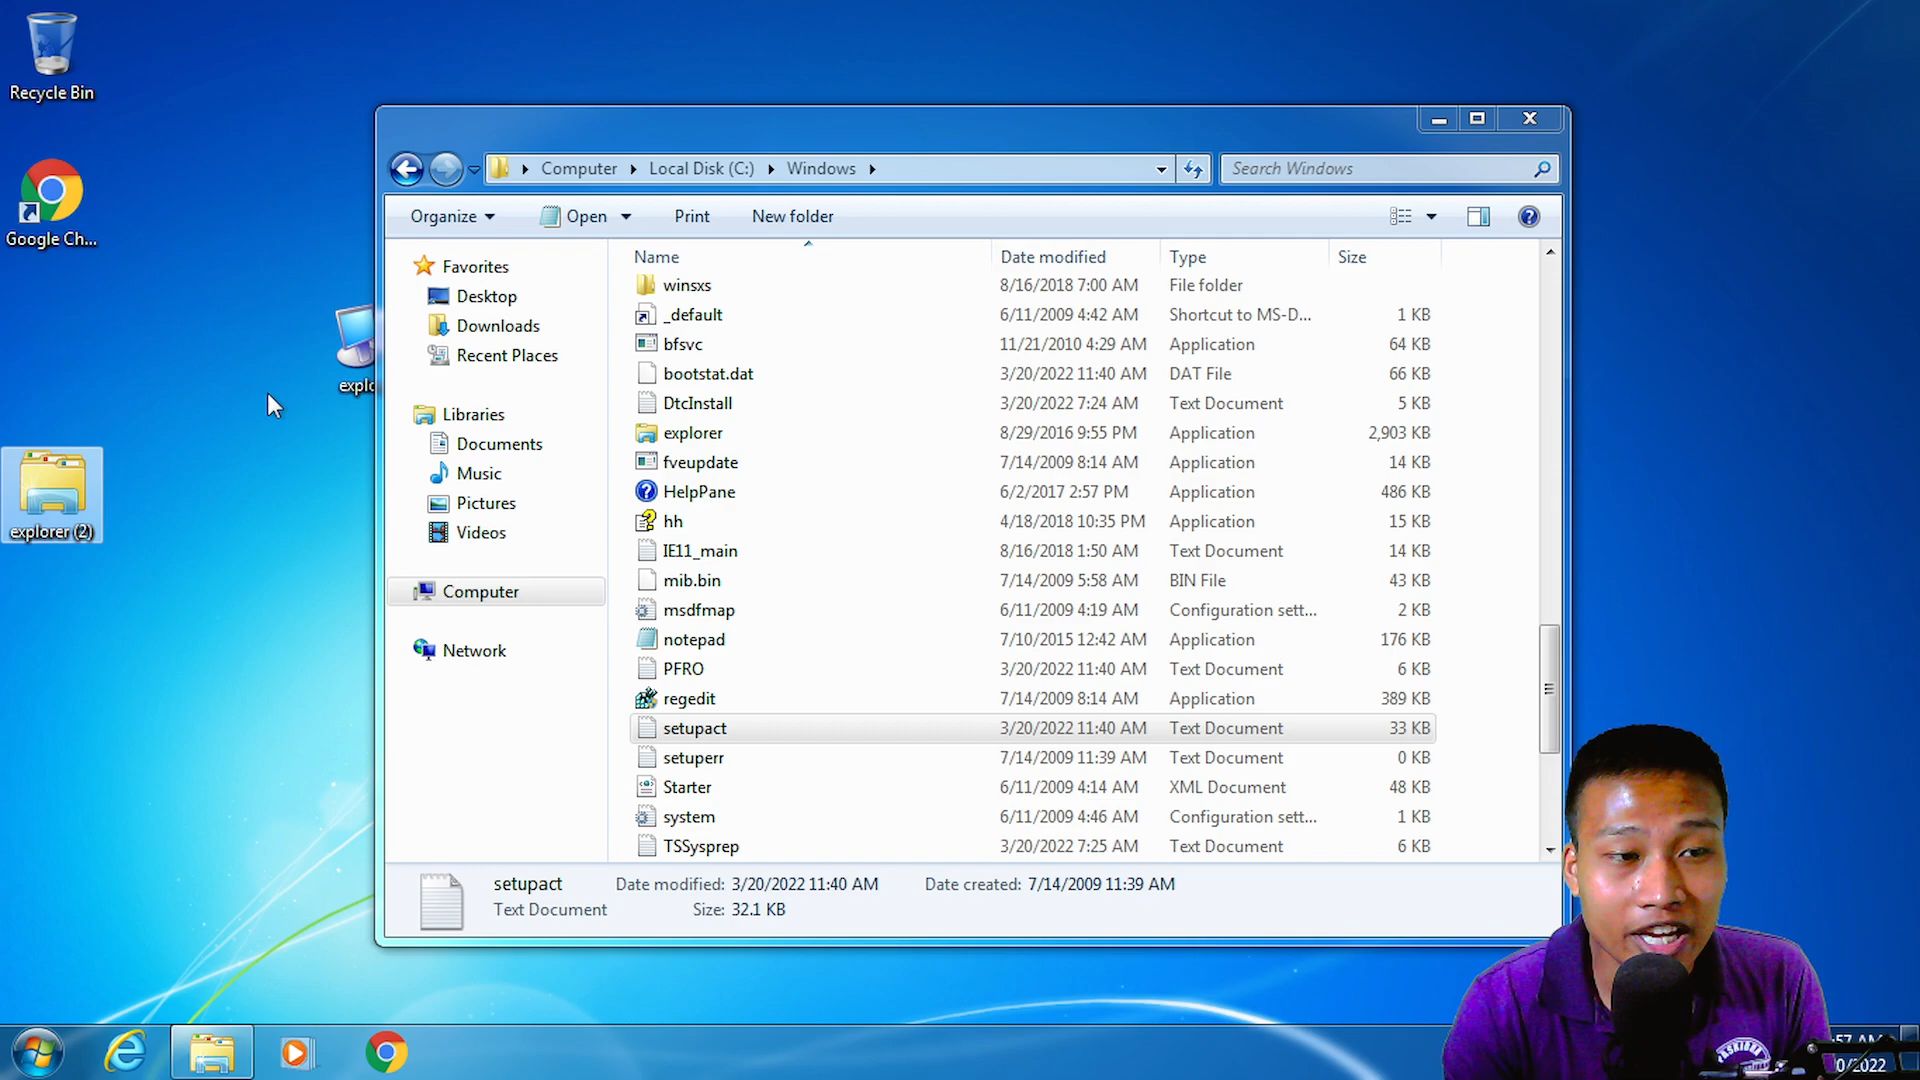 Recycle Bin
Google Ch...
explo
explorer (2)
Computer
Local Disk (C:)
Windows
Search Windows
Organize
Open
Print
New folder
Favorites
Desktop
Downloads
Recent Places
Libraries
Documents
Music
Pictures
Videos
Computer
Network
Name Date modified Type Size
winsxs 8/16/2018 7:00 AM File folder
_default 6/11/2009 4:42 AM Shortcut to MS-D... 1 KB
bfsvc 11/21/2010 4:29 AM Application 64 KB
bootstat.dat 3/20/2022 11:40 AM DAT File 66 KB
DtcInstall 3/20/2022 7:24 AM Text Document 5 KB
explorer 8/29/2016 9:55 PM Application 2,903 KB
fveupdate 7/14/2009 8:14 AM Application 14 KB
HelpPane 6/2/2017 2:57 PM Application 486 KB
hh 4/18/2018 10:35 PM Application 15 KB
IE11_main 8/16/2018 1:50 AM Text Document 14 KB
mib.bin 7/14/2009 5:58 AM BIN File 43 KB
msdfmap 6/11/2009 4:19 AM Configuration sett... 2 KB
notepad 7/10/2015 12:42 AM Application 176 KB
PFRO 3/20/2022 11:40 AM Text Document 6 KB
regedit 7/14/2009 8:14 AM Application 389 KB
setupact 3/20/2022 11:40 AM Text Document 33 KB
setuperr 7/14/2009 11:39 AM Text Document 0 KB
Starter 6/11/2009 4:14 AM XML Document 48 KB
system 6/11/2009 4:46 AM Configuration sett... 1 KB
TSSysprep 3/20/2022 7:25 AM Text Document 6 KB
setupact Date modified: 3/20/2022 11:40 AM Date created: 7/14/2009 11:39 AM
Text Document Size: 32.1 KB
:57 AM
0/2022